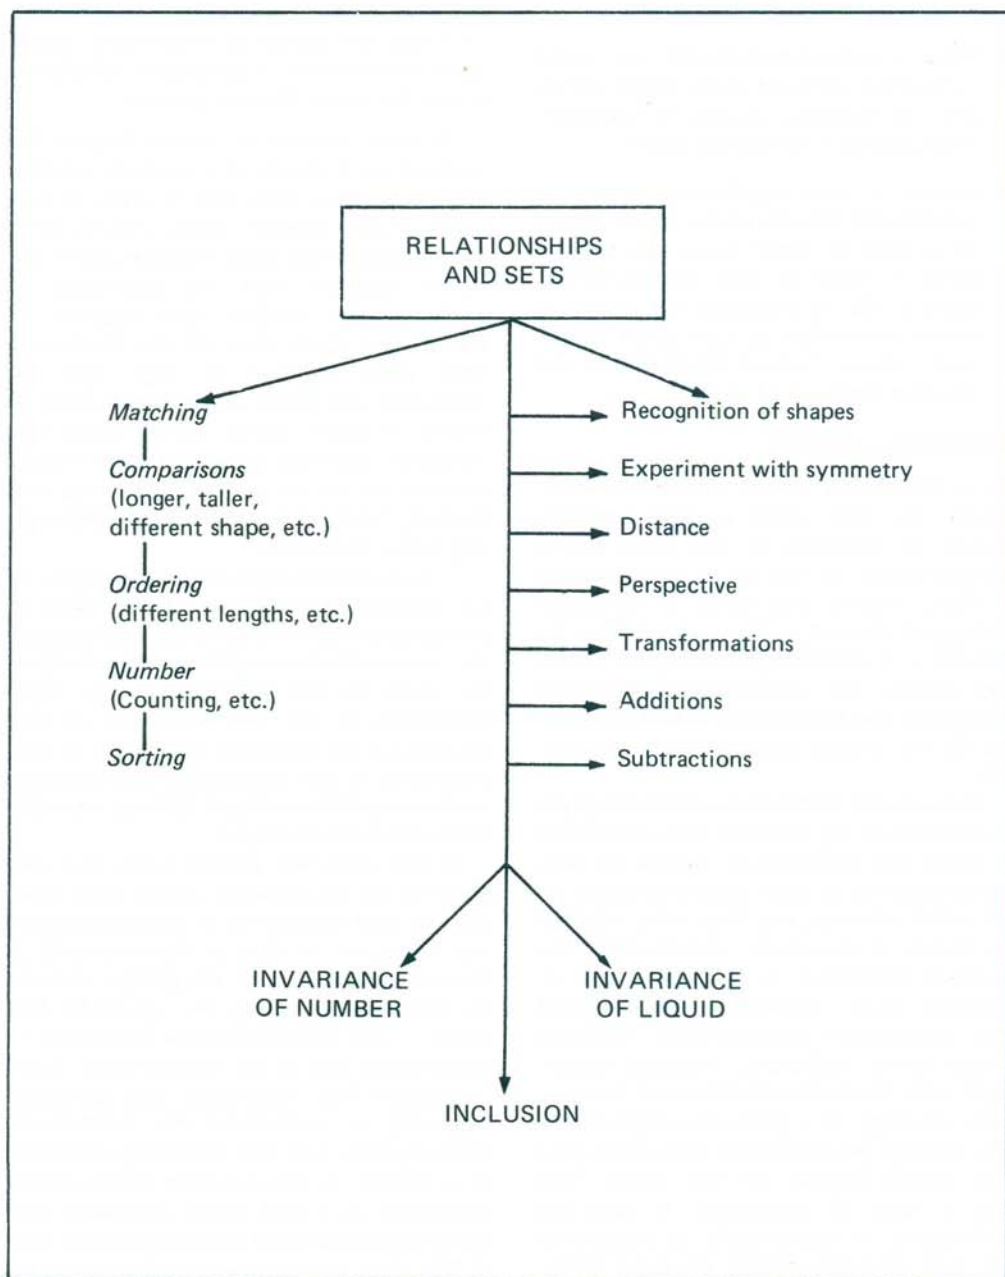 RELATIONSHIPS
AND SETS
Matching
Comparisons
(longer, taller,
different shape, etc.)
Ordering
(different lengths, etc.)
Number
(Counting, etc.)
Sorting
Recognition of shapes
Experiment with symmetry
Distance
Perspective
Transformations
Additions
Subtractions
INVARIANCE
OF NUMBER
INVARIANCE
OF LIQUID
INCLUSION